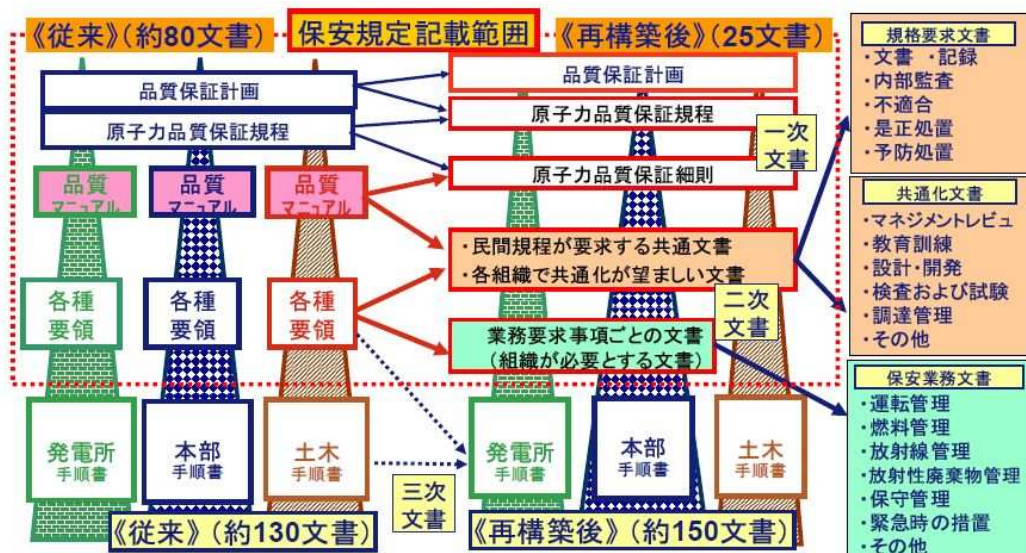 《従来》(約80文書)
保安規定記載範囲
《再構築後》(25文書)
品質保証計画
原子力品質保証規程
品質
マニュアル
品質
マニュアル
品質
マニュアル
各種
要領
各種
要領
各種
要領
発電所
手順書
本部
手順書
土木
手順書
《従来》(約130文書)
品質保証計画
原子力品質保証規程
一次
文書
原子力品質保証細則
・民間規程が要求する共通文書
・各組織で共通化が望ましい文書
二次
文書
業務要求事項ごとの文書
(組織が必要とする文書)
発電所
手順書
本部
手順書
土木
手順書
三次
文書
《再構築後》(約150文書)
規格要求文書
・文書 ・記録
・内部監査
・不適合
・是正処置
・予防処置
共通化文書
・マネジメントレビュ
・教育訓練
・設計・開発
・検査および試験
・調達管理
・その他
保安業務文書
・運転管理
・燃料管理
・放射線管理
・放射性廃棄物管理
・保守管理
・緊急時の措置
・その他